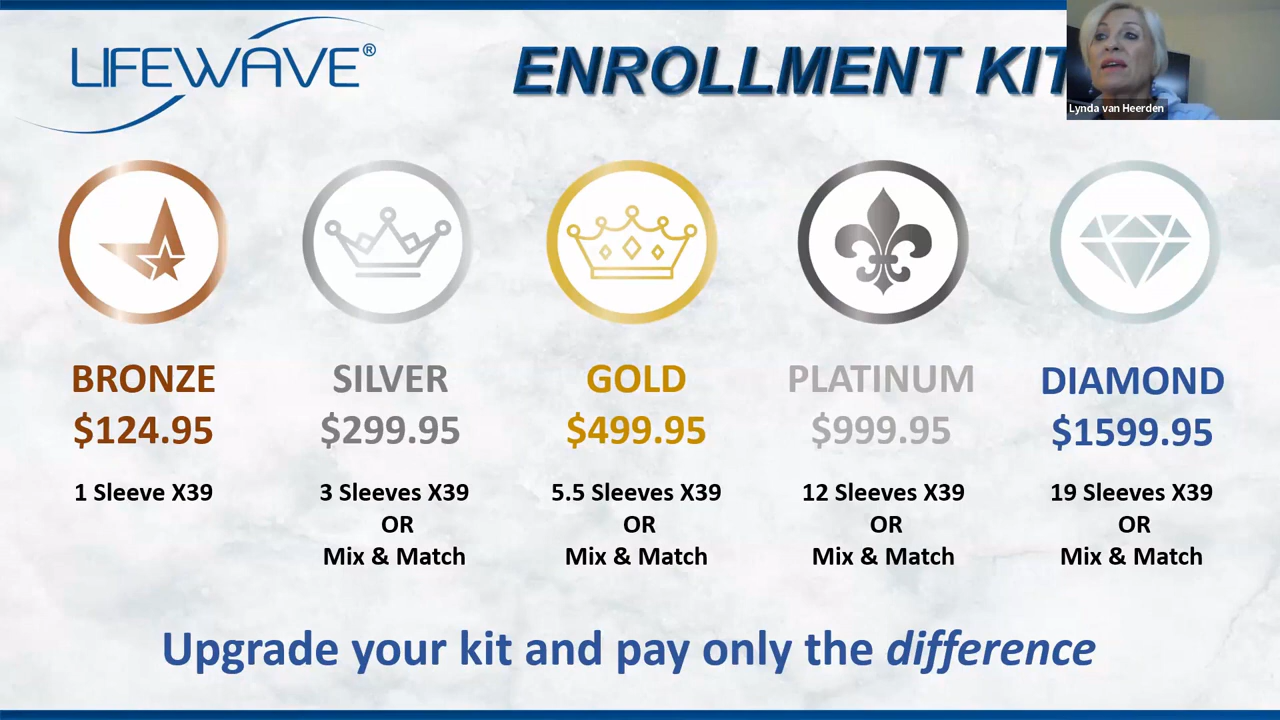 LIFEWAVE®
ENROLLMENT KIT
Lynda van Heerden
BRONZE
$124.95
1 Sleeve X39
SILVER
$299.95
3 Sleeves X39
OR
Mix & Match
GOLD
$499.95
5.5 Sleeves X39
OR
Mix & Match
PLATINUM
$999.95
12 Sleeves X39
OR
Mix & Match
DIAMOND
$1599.95
19 Sleeves X39
OR
Mix & Match
Upgrade your kit and pay only the difference